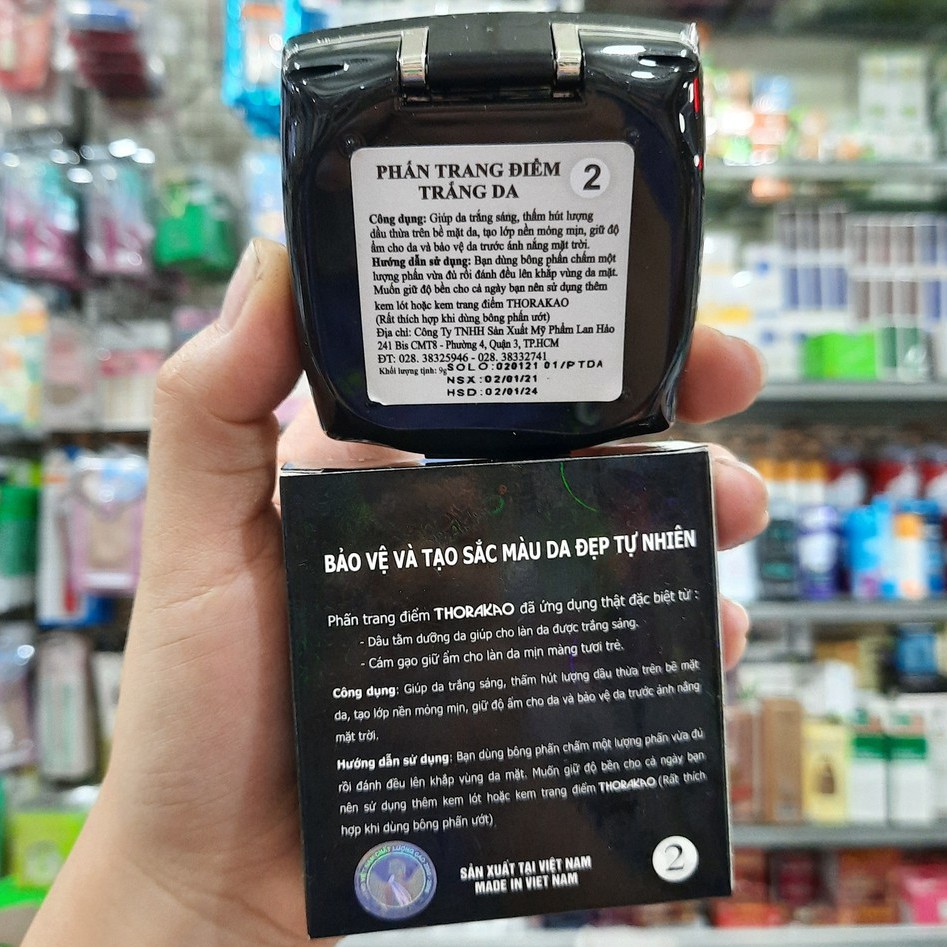 PHẤN TRANG ĐIỂM
TRẮNG DA
2
Công dụng: Giúp da trắng sáng, thấm hút lượng
dầu thừa trên bề mặt da, tạo lớp nền mỏng mịn, giữ độ
ẩm cho da và bảo vệ da trước ánh nắng mặt trời.
Hướng dẫn sử dụng: Bạn dùng bông phấn chấm một
lượng phấn vừa đủ rồi đánh đều lên khắp vùng da mặt.
Muốn giữ độ bền cho cả ngày bạn nên sử dụng thêm
kem lót hoặc kem trang điểm THORAKAO
(Rất thích hợp khi dùng bông phấn ướt)
Địa chỉ: Công Ty TNHH Sản Xuất Mỹ Phẩm Lan Hảo
241 Bis CMT8 - Phường 4, Quận 3, TP.HCM
ĐT: 028. 38325946 - 028. 38332741
Khối lượng tịnh: 9g SOLO:020121 01/PTDA
NSX:02/01/21
HSD:02/01/24
BẢO VỆ VÀ TẠO SẮC MÀU DA ĐẸP TỰ NHIÊN
Phấn trang điểm THORAKAO đã ứng dụng thật đặc biệt từ :
- Dâu tằm dưỡng da giúp cho làn da được trắng sáng.
- Cám gạo giữ ẩm cho làn da mịn màng tươi trẻ.
Công dụng: Giúp da trắng sáng, thấm hút lượng dầu thừa trên bề mặt
da, tạo lớp nền mỏng mịn, giữ độ ẩm cho da và bảo vệ da trước ánh nắng
mặt trời.
Hướng dẫn sử dụng: Bạn dùng bông phấn chấm một lượng phấn vừa đủ
rồi đánh đều lên khắp vùng da mặt. Muốn giữ độ bền cho cả ngày bạn
nên sử dụng thêm kem lót hoặc kem trang điểm THORAKAO (Rất thích
hợp khi dùng bông phấn ướt)
SẢN XUẤT TẠI VIỆT NAM
MADE IN VIET NAM
2